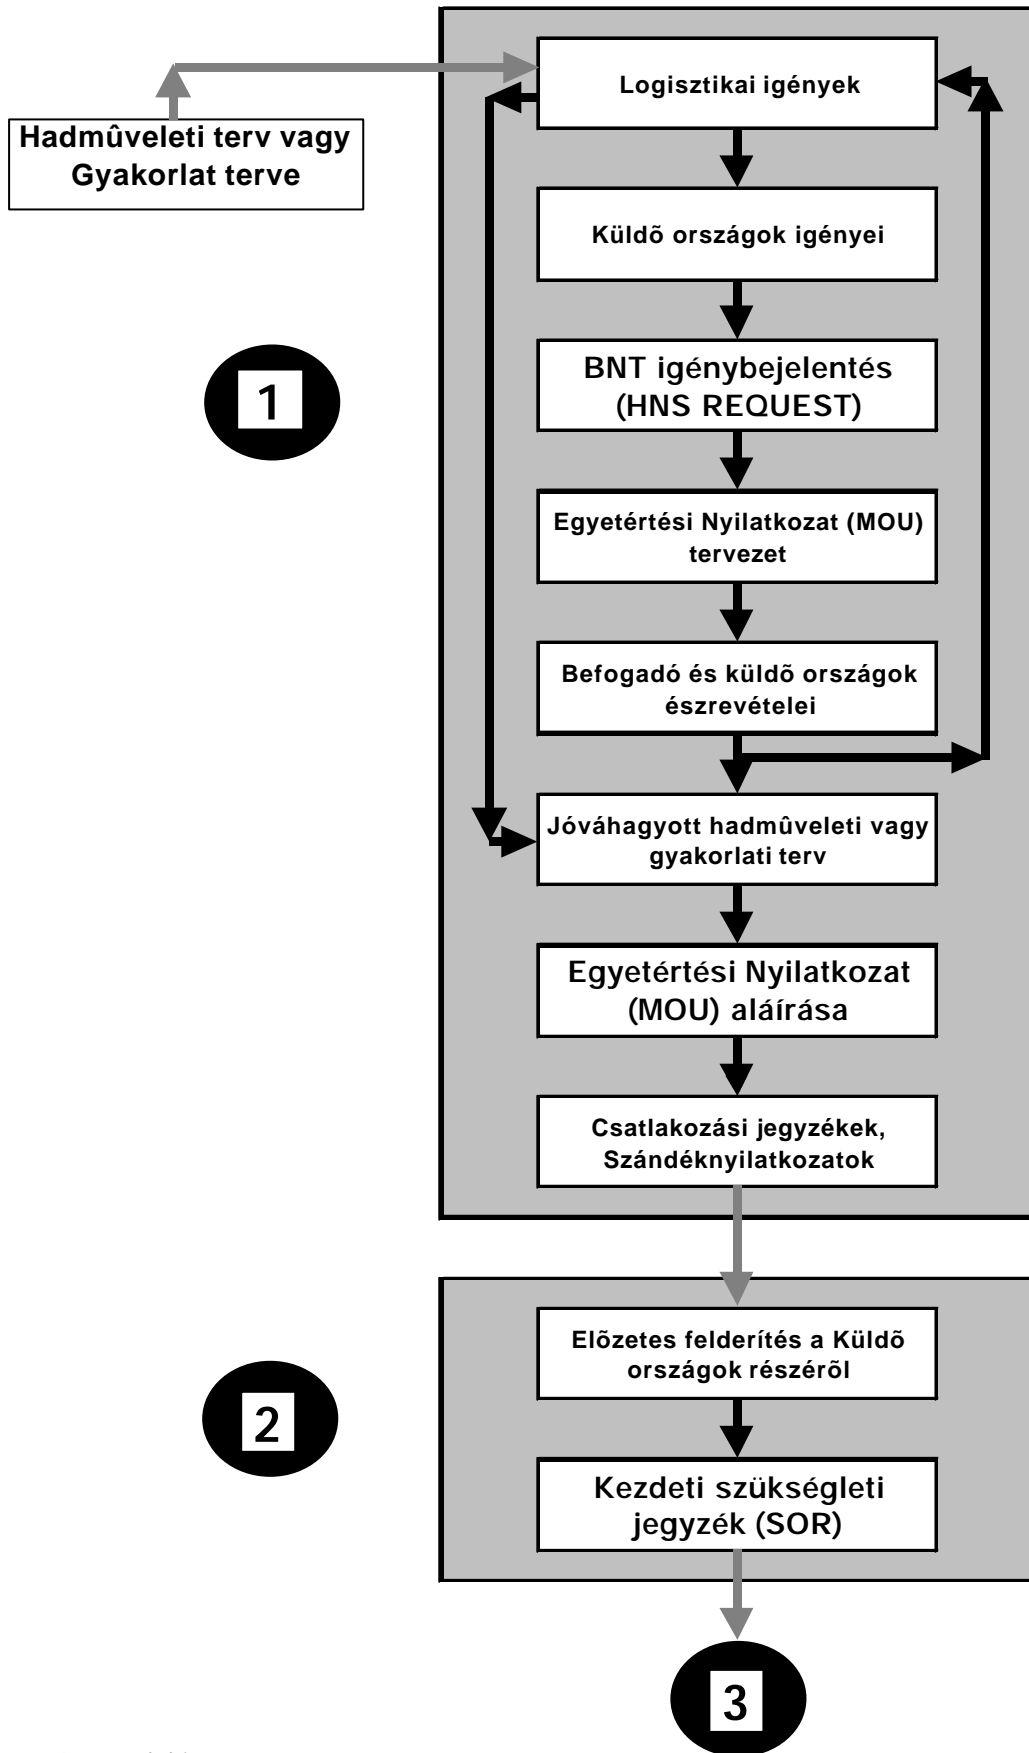 Logisztikai igények
Hadmûveleti terv vagy
Gyakorlat terve
Küldõ országok igényei
1
BNT igénybejelentés
(HNS REQUEST)
Egyetértési Nyilatkozat (MOU)
tervezet
Befogadó és küldõ országok
észrevételei
Jóváhagyott hadmûveleti vagy
gyakorlati terv
Egyetértési Nyilatkozat
(MOU) aláírása
Csatlakozási jegyzékek,
Szándéknyilatkozatok
2
Elõzetes felderítés a Küldõ
országok részérõl
Kezdeti szükségleti
jegyzék (SOR)
3